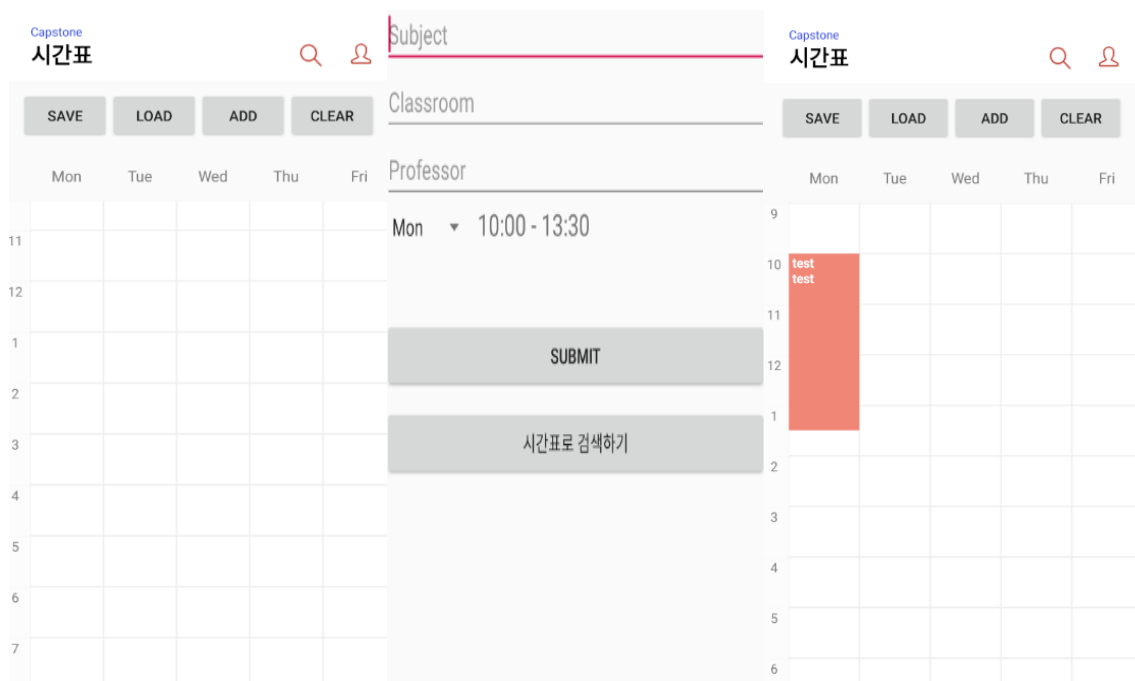 Capstone
시간표
SAVE LOAD ADD CLEAR
Mon Tue Wed Thu Fri
11
12
1
2
3
4
5
6
7
Subject
Classroom
Professor
Mon 10:00 - 13:30
SUBMIT
시간표로 검색하기
Capstone
시간표
SAVE LOAD ADD CLEAR
Mon Tue Wed Thu Fri
9
10 test
test
11
12
1
2
3
4
5
6